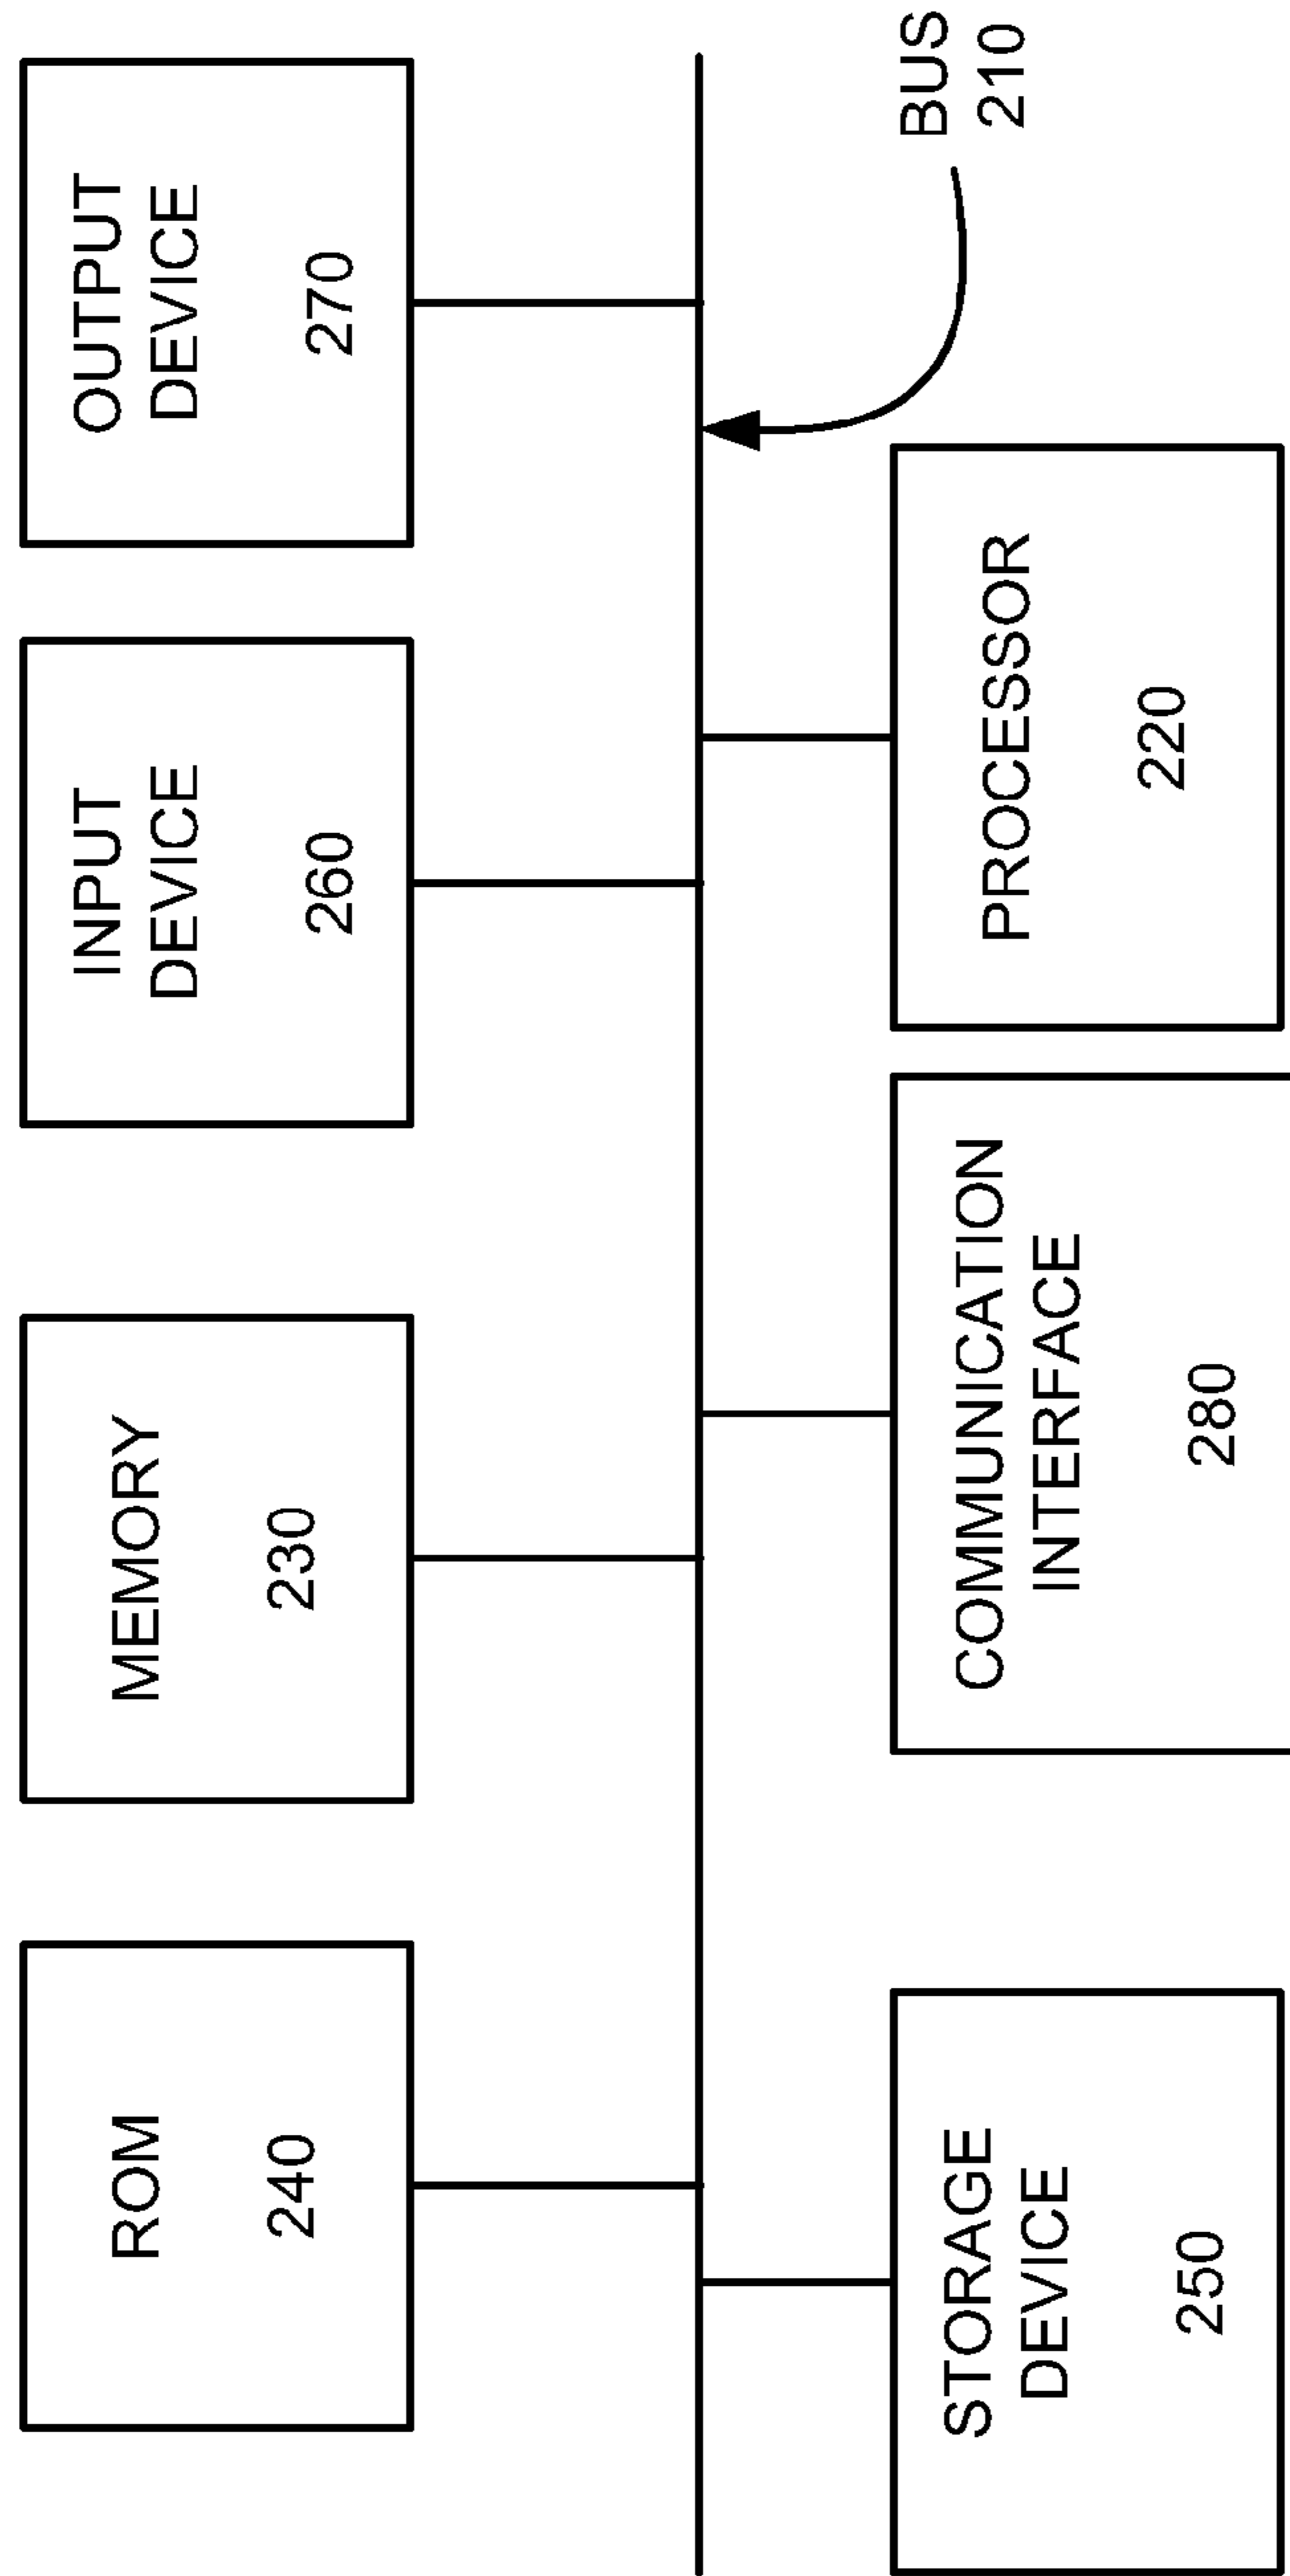 ROM
240
MEMORY
230
INPUT
DEVICE
260
OUTPUT
DEVICE
270
STORAGE
DEVICE
250
COMMUNICATION
INTERFACE
280
PROCESSOR
220
BUS
210